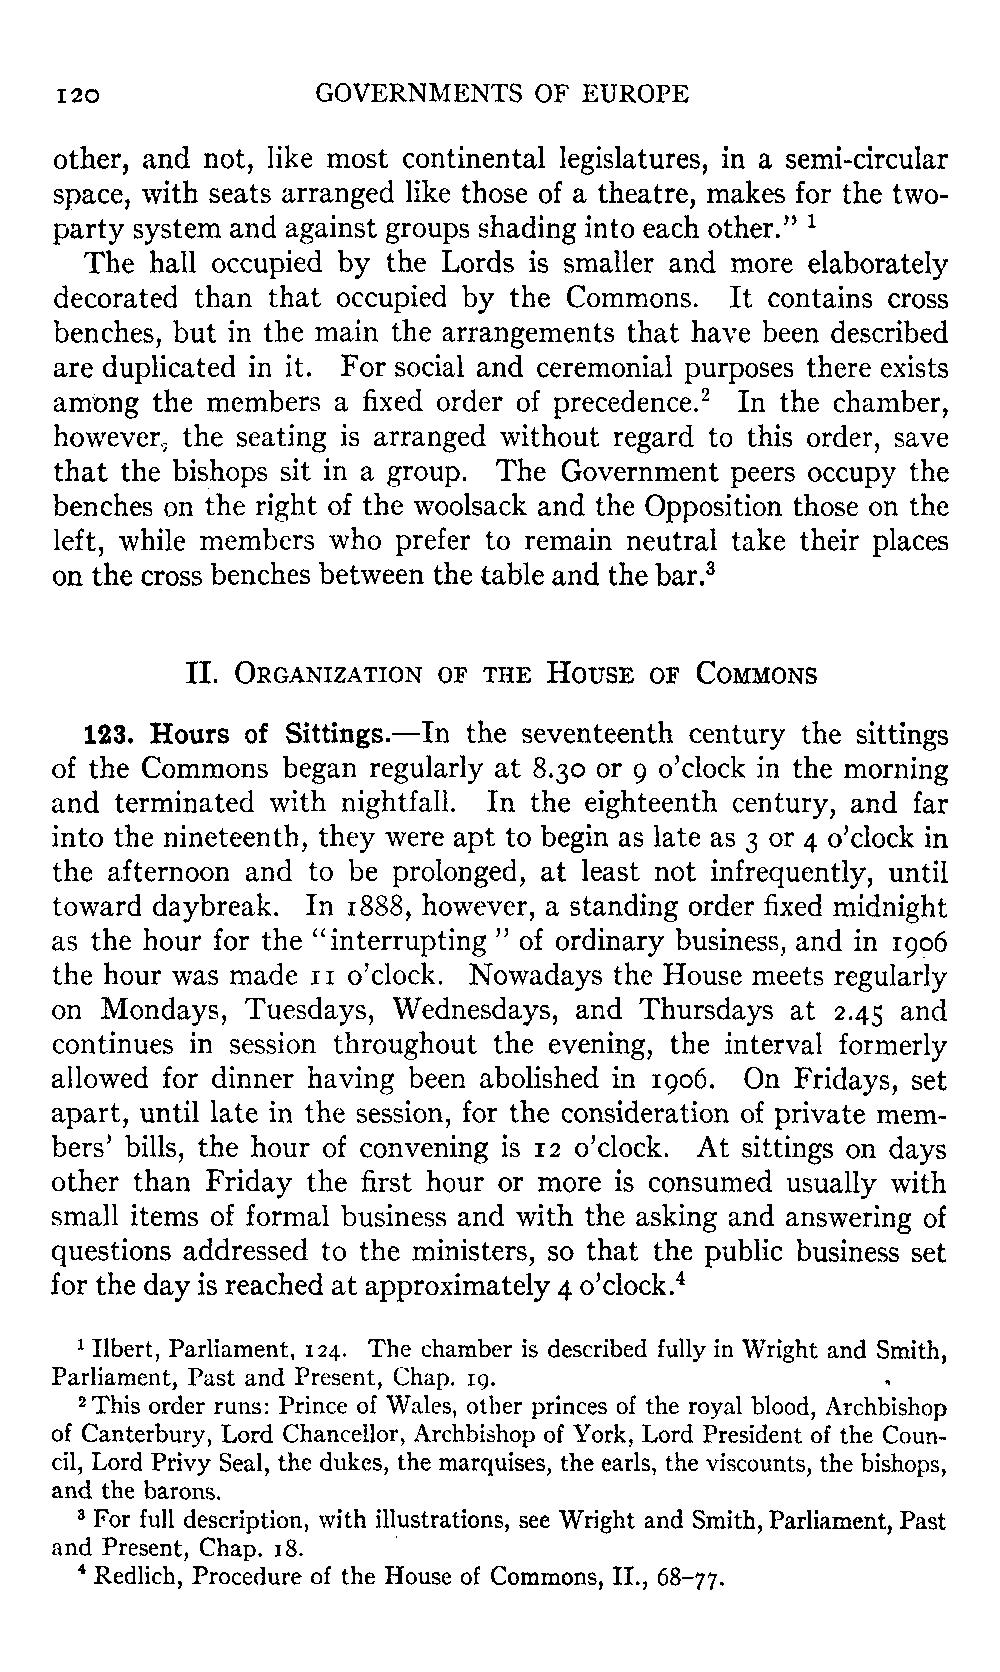 120 GOVERNMENTS OF EUROPE
other, and not, like most continental legislatures, in a semi-circular
space, with seats arranged like those of a theatre, makes for the two-
party system and against groups shading into each other." 1
The hall occupied by the Lords is smaller and more elaborately
decorated than that occupied by the Commons. It contains cross
benches, but in the main the arrangements that have been described
are duplicated in it. For social and ceremonial purposes there exists
among the members a fixed order of precedence.2 In the chamber,
however, the seating is arranged without regard to this order, save
that the bishops sit in a group. The Government peers occupy the
benches on the right of the woolsack and the Opposition those on the
left, while members who prefer to remain neutral take their places
on the cross benches between the table and the bar.3
II. ORGANIZATION OF THE HOUSE OF COMMONS
123. Hours of Sittings.—In the seventeenth century the sittings
of the Commons began regularly at 8.30 or 9 o'clock in the morning
and terminated with nightfall. In the eighteenth century, and far
into the nineteenth, they were apt to begin as late as 3 or 4 o'clock in
the afternoon and to be prolonged, at least not infrequently, until
toward daybreak. In 1888, however, a standing order fixed midnight
as the hour for the "interrupting" of ordinary business, and in 1906
the hour was made 11 o'clock. Nowadays the House meets regularly
on Mondays, Tuesdays, Wednesdays, and Thursdays at 2.45 and
continues in session throughout the evening, the interval formerly
allowed for dinner having been abolished in 1906. On Fridays, set
apart, until late in the session, for the consideration of private mem-
bers' bills, the hour of convening is 12 o'clock. At sittings on days
other than Friday the first hour or more is consumed usually with
small items of formal business and with the asking and answering of
questions addressed to the ministers, so that the public business set
for the day is reached at approximately 4 o'clock.4
1 Ilbert, Parliament, 124. The chamber is described fully in Wright and Smith,
Parliament, Past and Present, Chap. 19.
2 This order runs: Prince of Wales, other princes of the royal blood, Archbishop
of Canterbury, Lord Chancellor, Archbishop of York, Lord President of the Coun-
cil, Lord Privy Seal, the dukes, the marquises, the earls, the viscounts, the bishops,
and the barons.
3 For full description, with illustrations, see Wright and Smith, Parliament, Past
and Present, Chap. 18.
4 Redlich, Procedure of the House of Commons, II., 68–77.